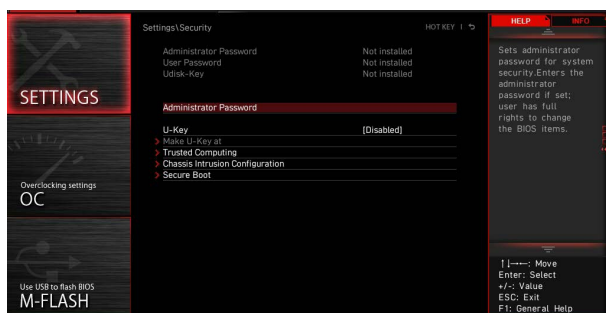 Settings\Security
HOT KEY | ↰
Administrator Password Not installed
User Password Not installed
Udisk-Key Not installed
Administrator Password
U-Key [Disabled]
Make U-Key at
Trusted Computing
Chassis Intrusion Configuration
Secure Boot
SETTINGS
Overclocking settings
OC
Use USB to flash BIOS
M-FLASH
HELP INFO
Sets administrator
password for system
security.Enters the
administrator
password if set;
user has full
rights to change
the BIOS items.
↑↓→←: Move
Enter: Select
+/-: Value
ESC: Exit
F1: General Help